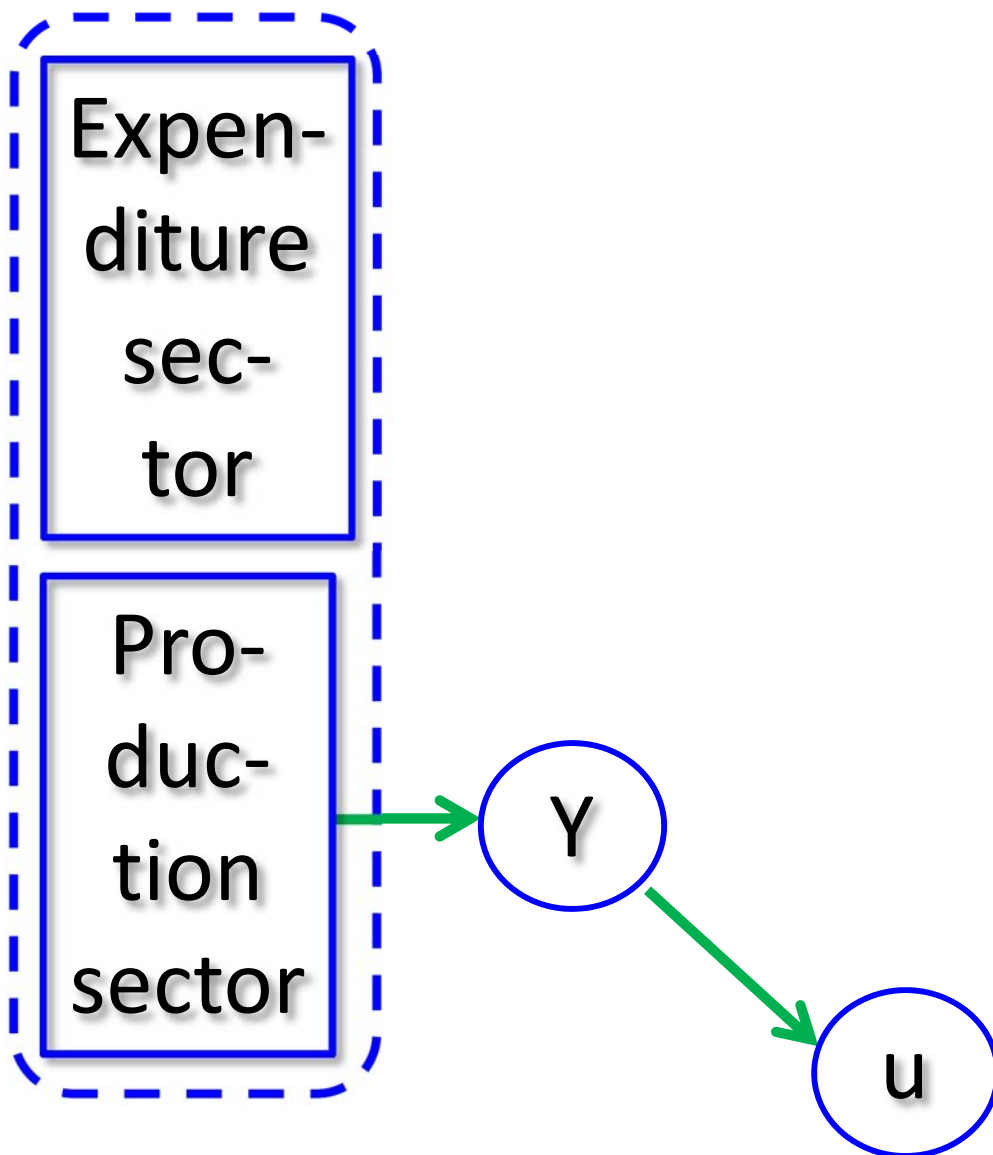 Expen-
diture
sec-
tor
Pro-
duc-
tion
sector
Y
u